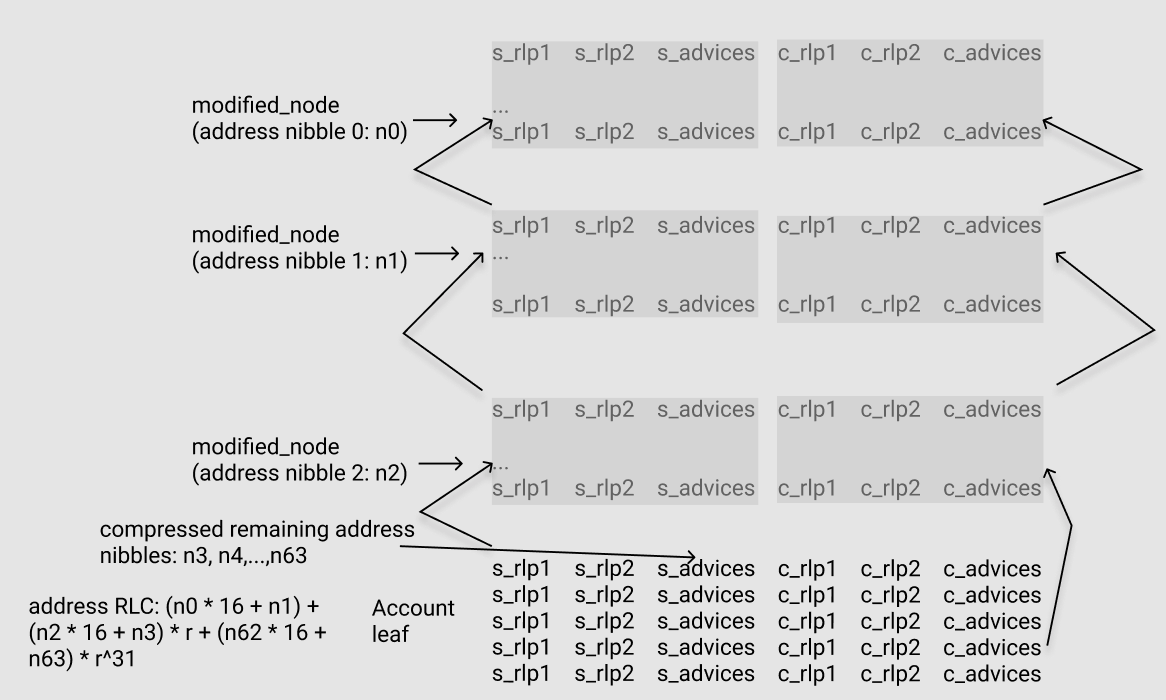 s_rlp1 s_rlp2 s_advices c_rlp1 c_rlp2 c_advices
...
modified_node
(address nibble 0: n0)
s_rlp1 s_rlp2 s_advices c_rlp1 c_rlp2 c_advices
s_rlp1 s_rlp2 s_advices c_rlp1 c_rlp2 c_advices
modified_node
(address nibble 1: n1)
...
s_rlp1 s_rlp2 s_advices c_rlp1 c_rlp2 c_advices
s_rlp1 s_rlp2 s_advices c_rlp1 c_rlp2 c_advices
modified_node
(address nibble 2: n2)
...
s_rlp1 s_rlp2 s_advices c_rlp1 c_rlp2 c_advices
compressed remaining address
nibbles: n3, n4,...,n63
s_rlp1 s_rlp2 s_advices c_rlp1 c_rlp2 c_advices
s_rlp1 s_rlp2 s_advices c_rlp1 c_rlp2 c_advices
s_rlp1 s_rlp2 s_advices c_rlp1 c_rlp2 c_advices
s_rlp1 s_rlp2 s_advices c_rlp1 c_rlp2 c_advices
s_rlp1 s_rlp2 s_advices c_rlp1 c_rlp2 c_advices
address RLC: (n0 * 16 + n1) +
(n2 * 16 + n3) * r + (n62 * 16 +
n63) * r^31
Account
leaf